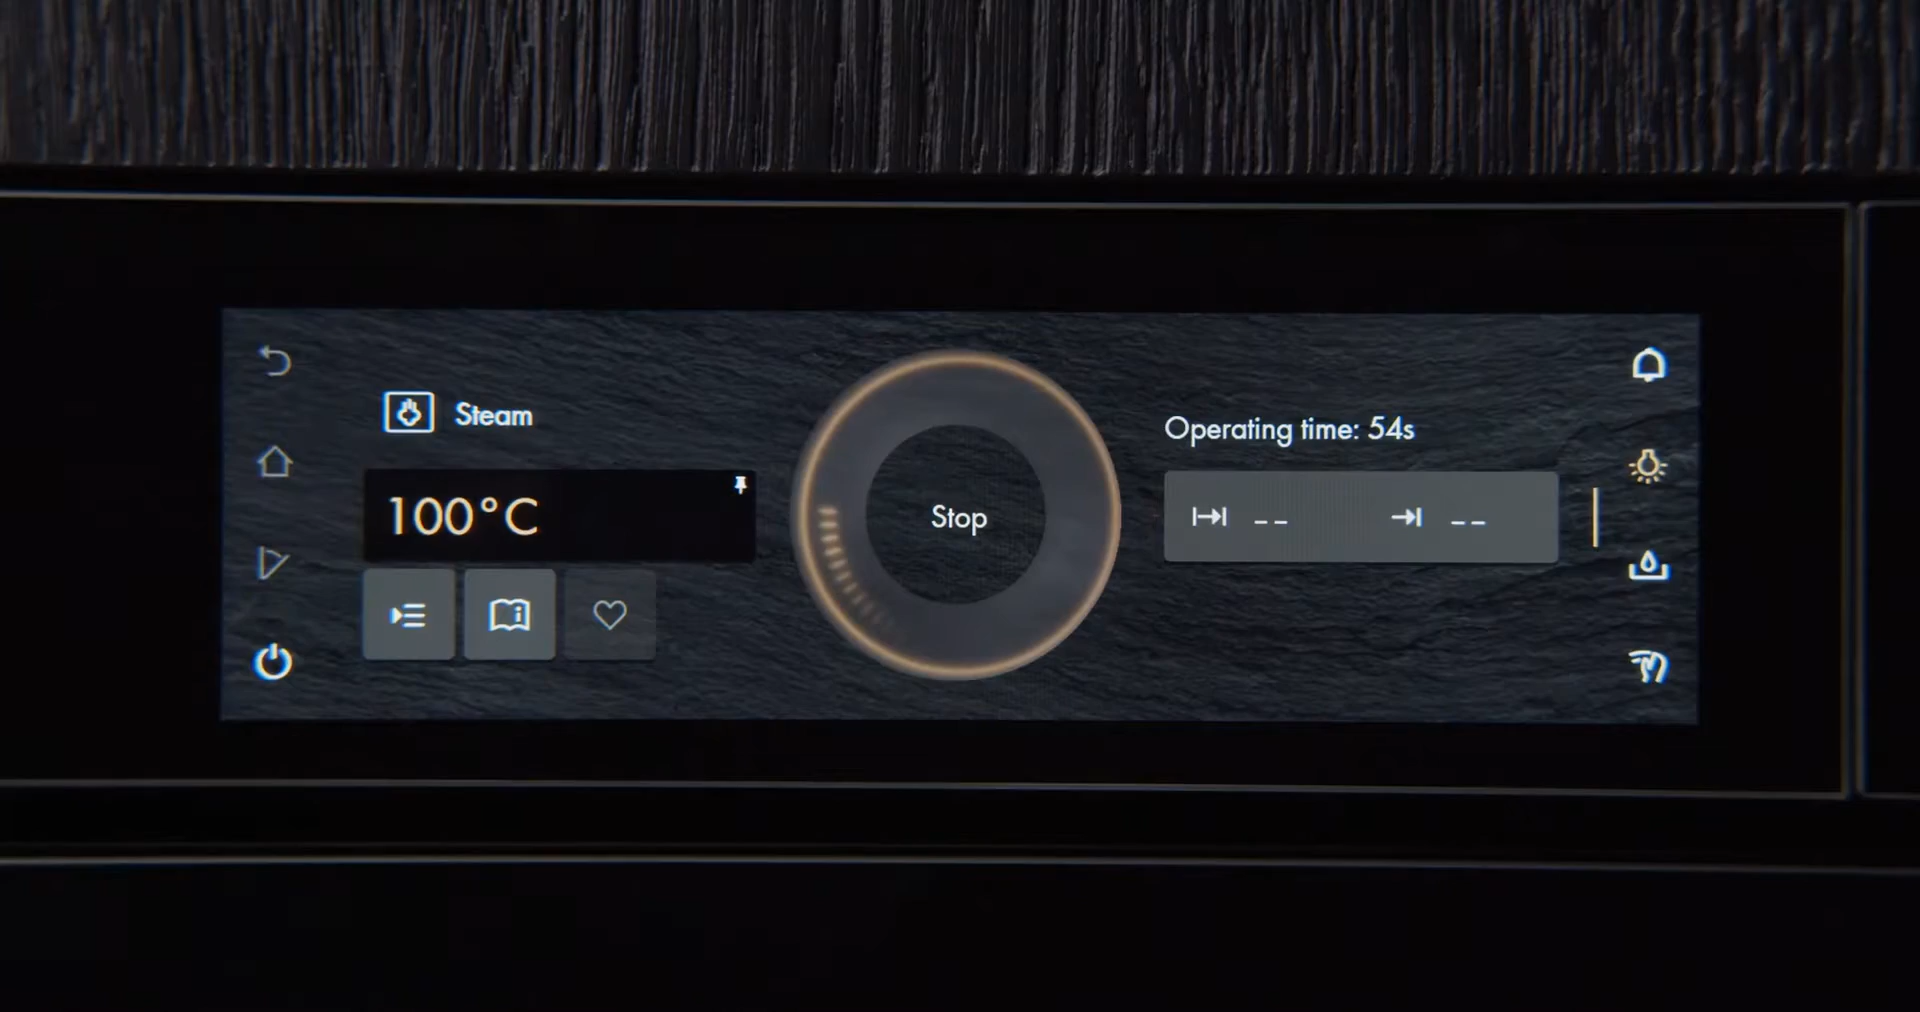 Steam
100°C
Stop
Operating time: 54s
-- --